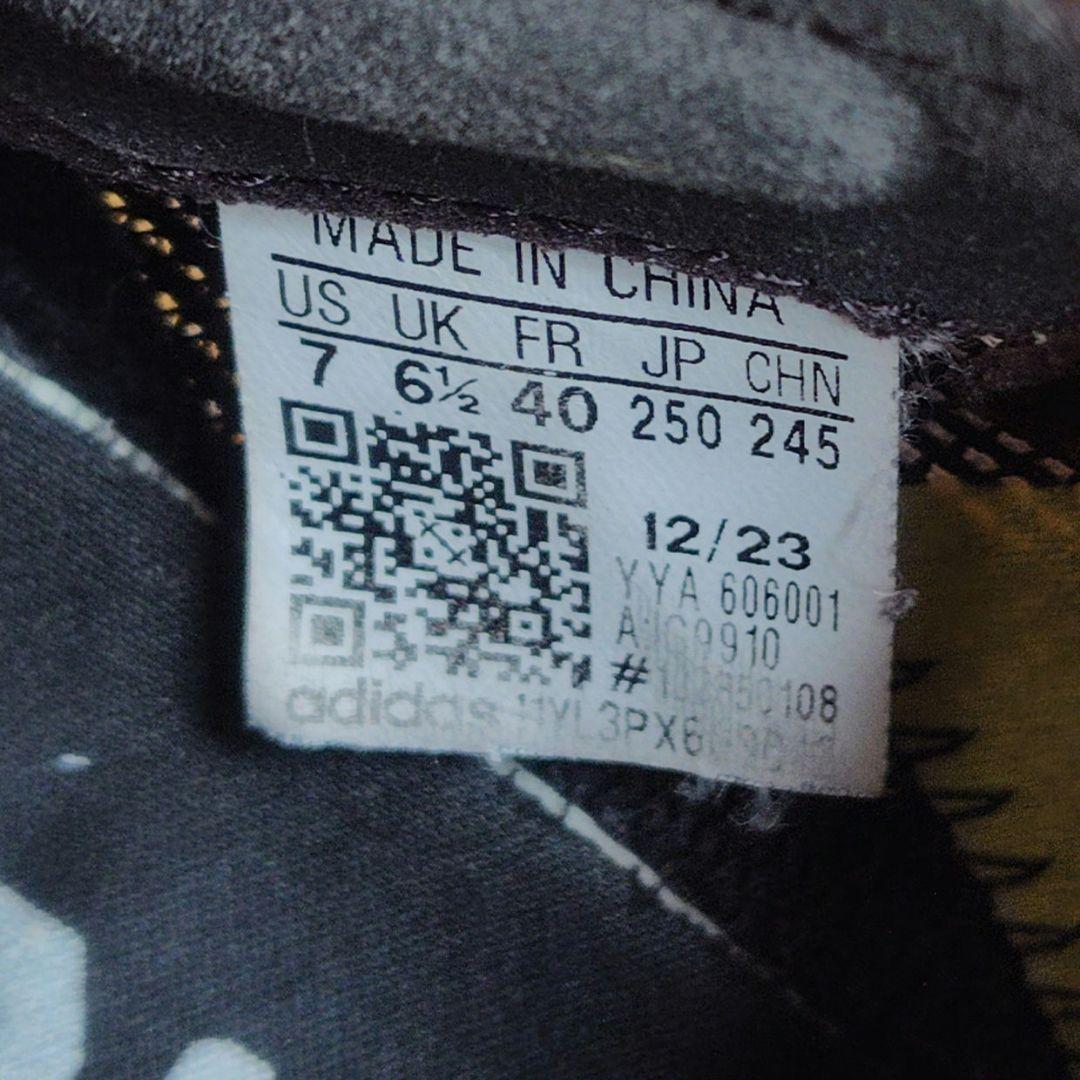 MADE IN CHINA
US UK FR JP CHN
7 6½ 40 250 245
12/23
YYA 606001
#
adidas